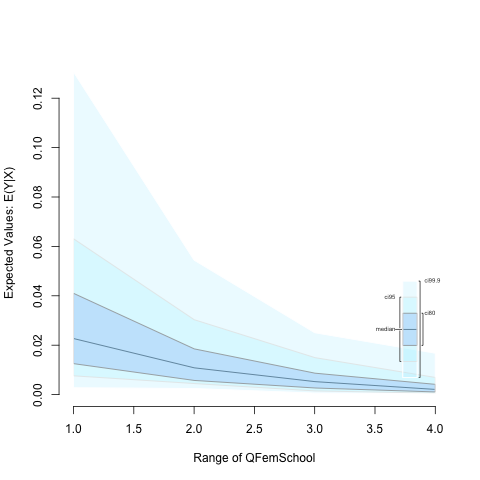 Expected Values: E(Y|X)
0.12
0.10
0.08
0.06
0.04
0.02
0.00
ci99.9
ci95
ci80
median
1.0 1.5 2.0 2.5 3.0 3.5 4.0
Range of QFemSchool